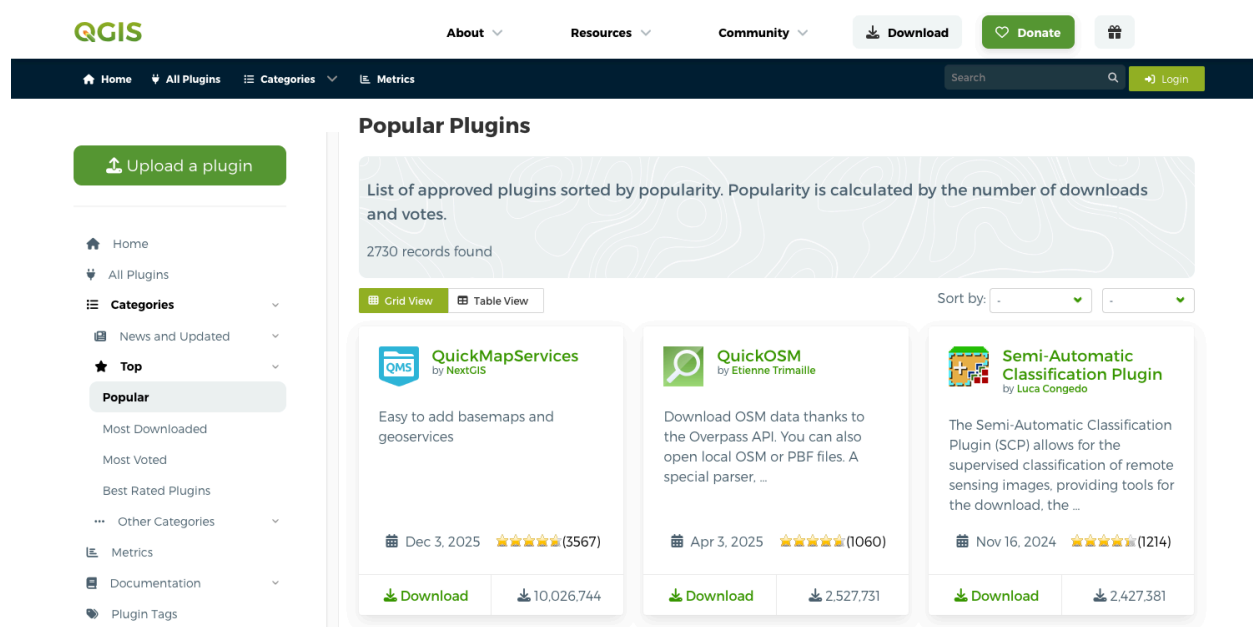 QGIS
About
Resources
Community
Download
Donate
Home
All Plugins
Categories
Metrics
Search
Login
Upload a plugin
Home
All Plugins
Categories
News and Updated
Top
Popular
Most Downloaded
Most Voted
Best Rated Plugins
Other Categories
Metrics
Documentation
Plugin Tags
Popular Plugins
List of approved plugins sorted by popularity. Popularity is calculated by the number of downloads
and votes.
2730 records found
Grid View
Table View
Sort by:
-
-
QMS
QuickMapServices
by NextGIS
Easy to add basemaps and
geoservices
Dec 3, 2025
(3567)
Download
10,026,744
QuickOSM
by Etienne Trimaille
Download OSM data thanks to
the Overpass API. You can also
open local OSM or PBF files. A
special parser, …
Apr 3, 2025
(1060)
Download
2,527,731
Semi-Automatic
Classification Plugin
by Luca Congedo
The Semi-Automatic Classification
Plugin (SCP) allows for the
supervised classification of remote
sensing images, providing tools for
the download, the …
Nov 16, 2024
(1214)
Download
2,427,381